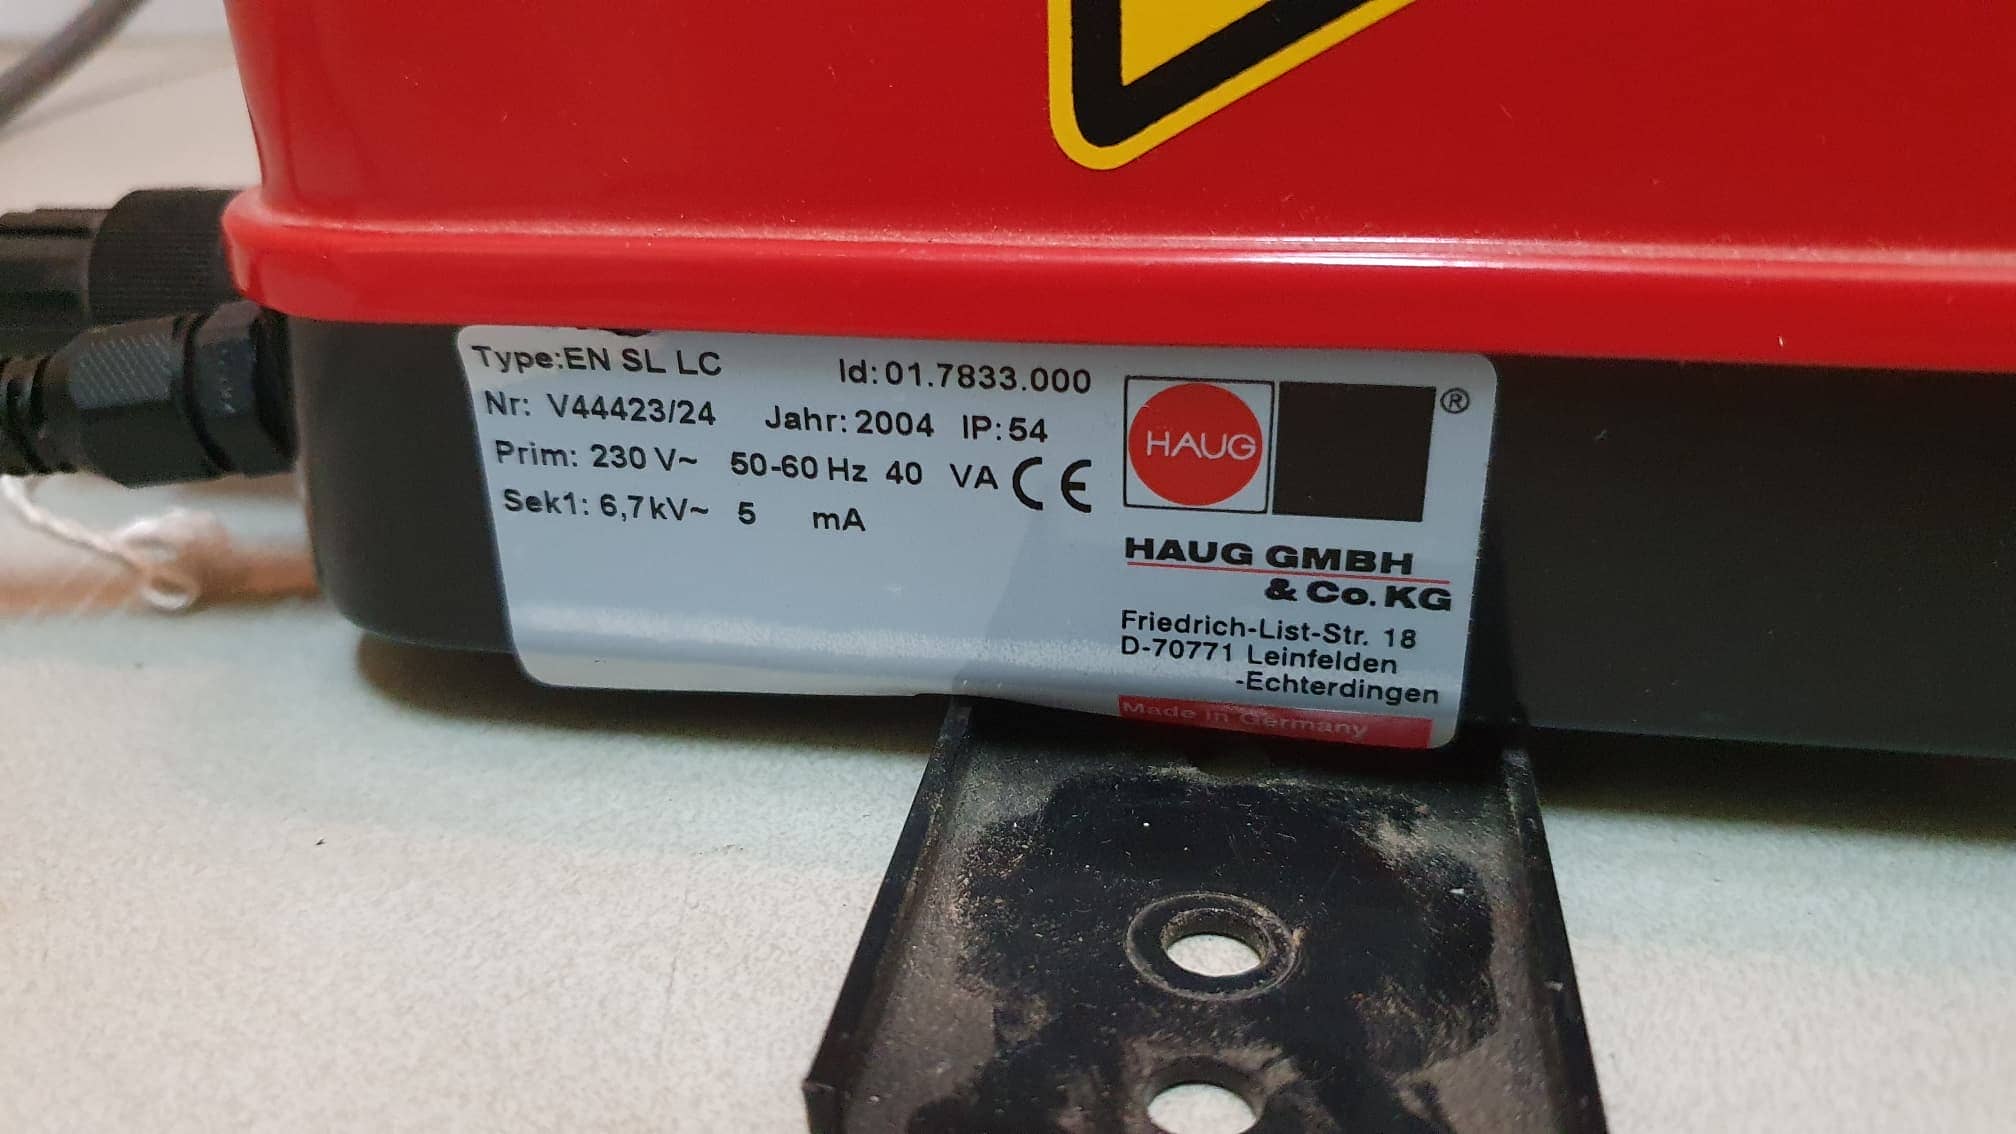 Type:EN SL LC Id:01.7833.000
Nr: V44423/24 Jahr:2004 IP:54
Prim: 230 V~ 50-60 Hz 40 VA CE
Sek1: 6,7kV~ 5 mA
HAUG ®
HAUG GMBH
& Co. KG
Friedrich-List-Str. 18
D-70771 Leinfelden
-Echterdingen
Made in Germany